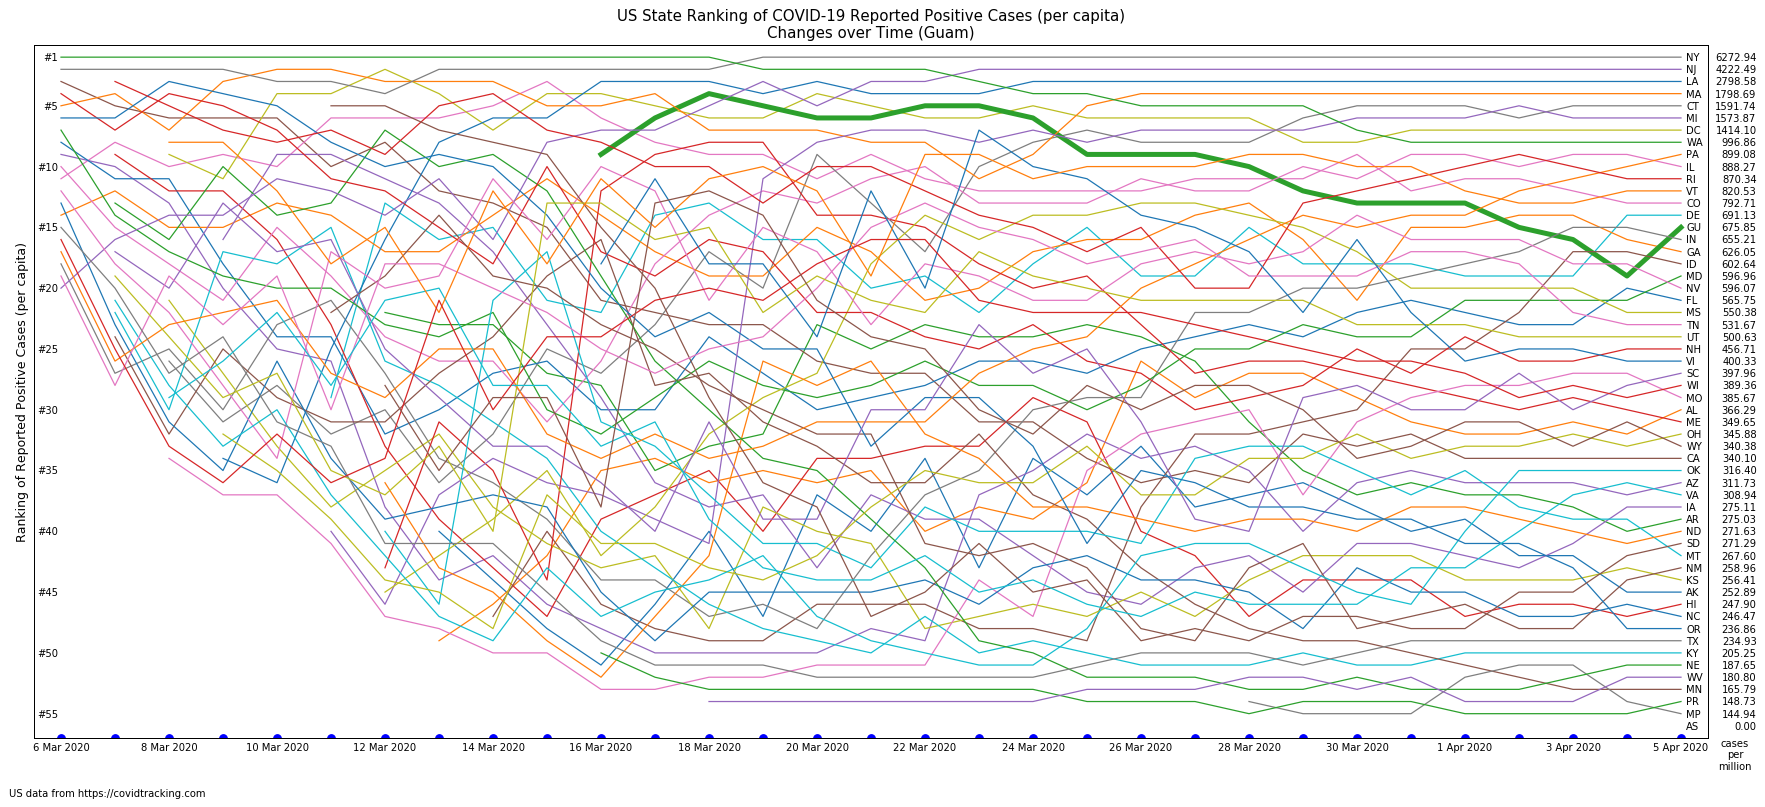 US State Ranking of COVID-19 Reported Positive Cases (per capita)
Changes over Time (Guam)
Ranking of Reported Positive Cases (per capita)
#1
#5
#10
#15
#20
#25
#30
#35
#40
#45
#50
#55
NY 6272.94
NJ 4222.49
LA 2798.58
MA 1798.69
CT 1591.74
MI 1573.87
DC 1414.10
WA 996.86
PA 899.08
IL 888.27
RI 870.34
VT 820.53
CO 792.71
DE 691.13
GU 675.85
IN 655.21
GA 626.05
ID 602.64
MD 596.96
NV 596.07
FL 565.75
MS 550.38
TN 531.67
UT 500.63
NH 456.71
VI 400.33
SC 397.96
WI 389.36
MO 385.67
AL 366.29
ME 349.65
OH 345.88
WY 340.38
CA 340.10
OK 316.40
AZ 311.73
VA 308.94
IA 275.11
AR 275.03
ND 271.63
SD 271.29
MT 267.60
NM 258.96
KS 256.41
AK 252.89
HI 247.90
NC 246.47
OR 236.86
TX 234.93
KY 205.25
NE 187.65
WV 180.80
MN 165.79
PR 148.73
MP 144.94
AS 0.00
6 Mar 2020 8 Mar 2020 10 Mar 2020 12 Mar 2020 14 Mar 2020 16 Mar 2020 18 Mar 2020 20 Mar 2020 22 Mar 2020 24 Mar 2020 26 Mar 2020 28 Mar 2020 30 Mar 2020 1 Apr 2020 3 Apr 2020 5 Apr 2020
cases
per
million
US data from https://covidtracking.com